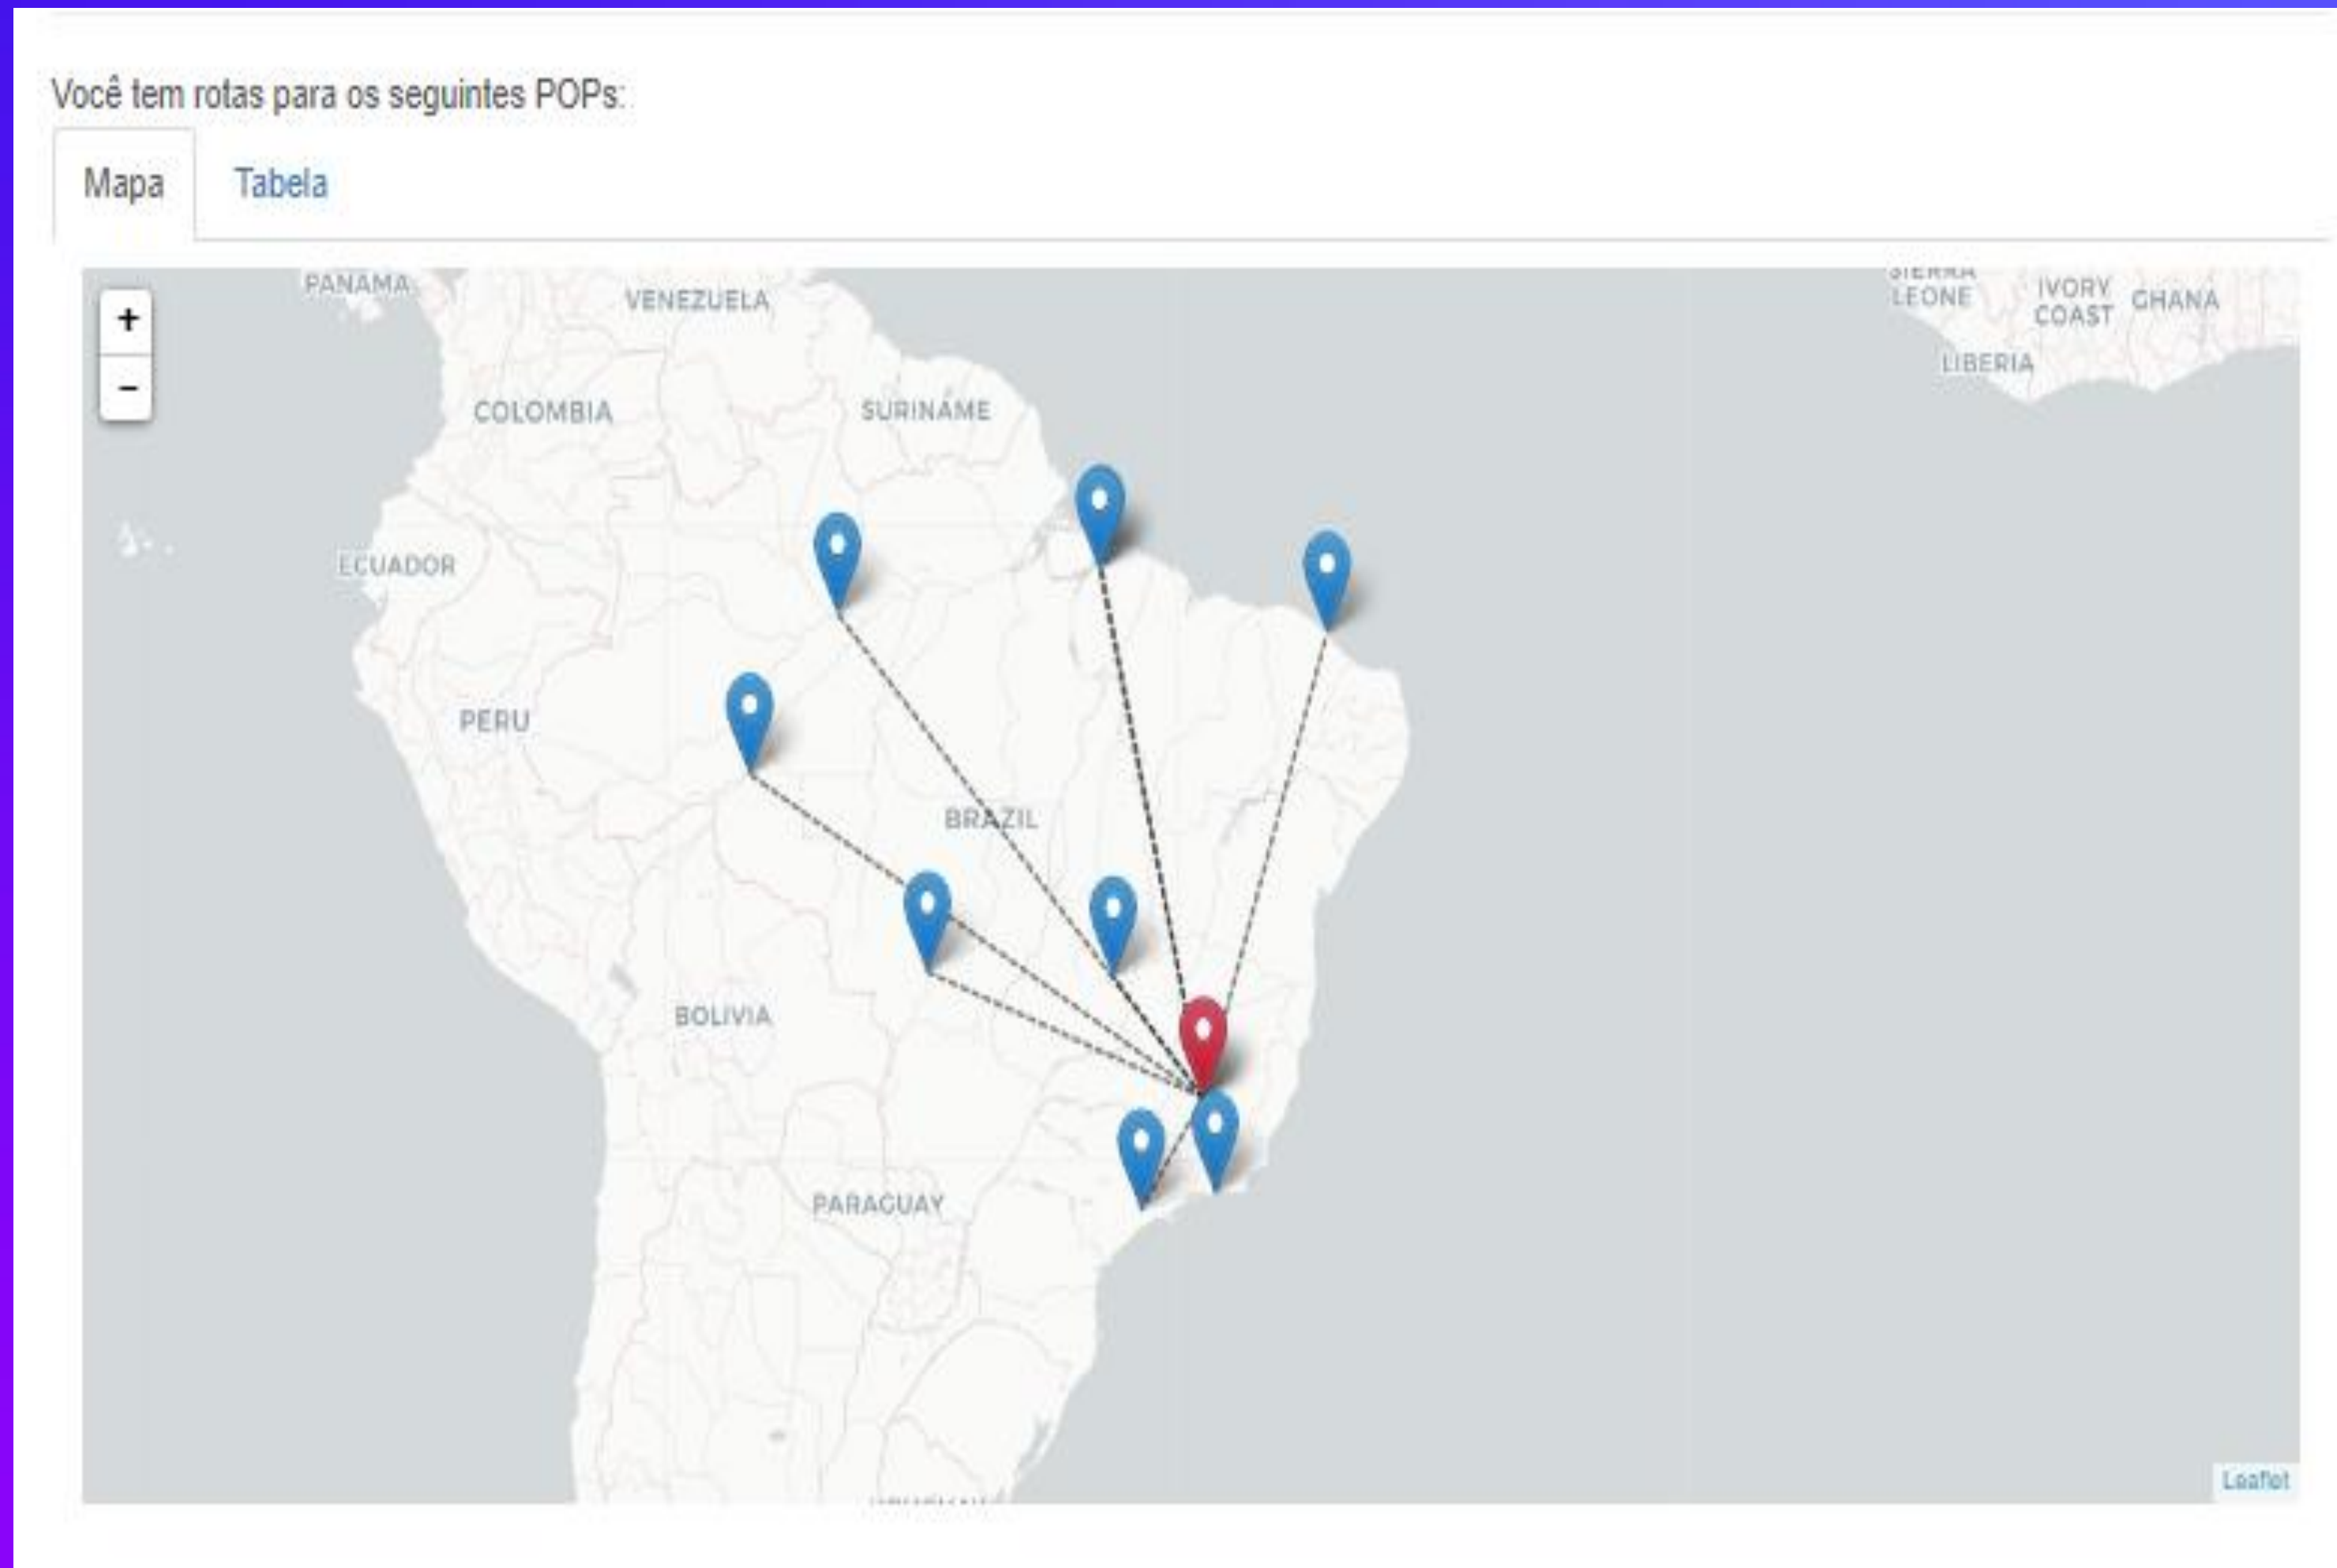 Você tem rotas para os seguintes POPs:
Mapa Tabela
+
−
PANAMA
VENEZUELA
SIERRA
LEONE
IVORY
COAST
GHANA
LIBERIA
COLOMBIA
SURINAME
ECUADOR
PERU
BRAZIL
BOLIVIA
PARAGUAY
Leaflet